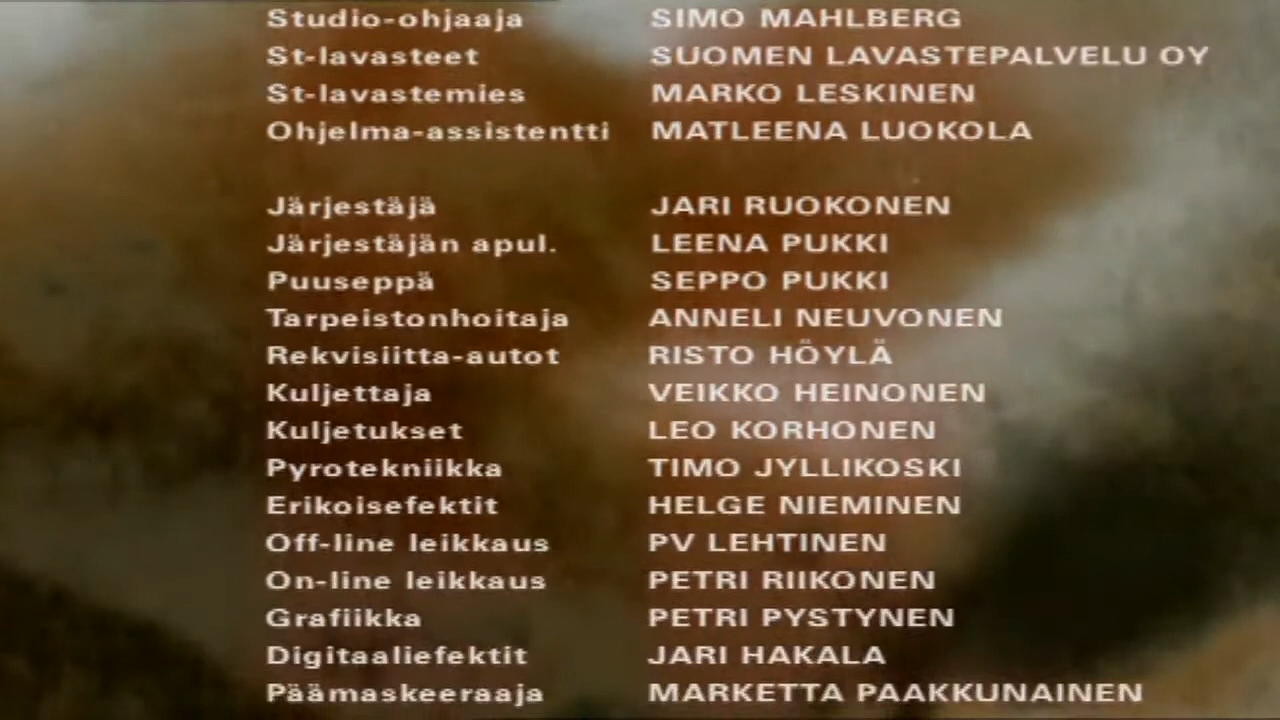 Studio-ohjaaja SIMO MAHLBERG
St-lavasteet SUOMEN LAVASTEPALVELU OY
St-lavastemies MARKO LESKINEN
Ohjelma-assistentti MATLEENA LUOKOLA
Järjestäjä JARI RUOKONEN
Järjestäjän apul. LEENA PUKKI
Puuseppä SEPPO PUKKI
Tarpeistonhoitaja ANNELI NEUVONEN
Rekvisiitta-autot RISTO HÖYLÄ
Kuljettaja VEIKKO HEINONEN
Kuljetukset LEO KORHONEN
Pyrotekniikka TIMO JYLLIKOSKI
Erikoisefektit HELGE NIEMINEN
Off-line leikkaus PV LEHTINEN
On-line leikkaus PETRI RIIKONEN
Grafiikka PETRI PYSTYNEN
Digitaaliefektit JARI HAKALA
Päämaskeeraaja MARKETTA PAAKKUNAINEN